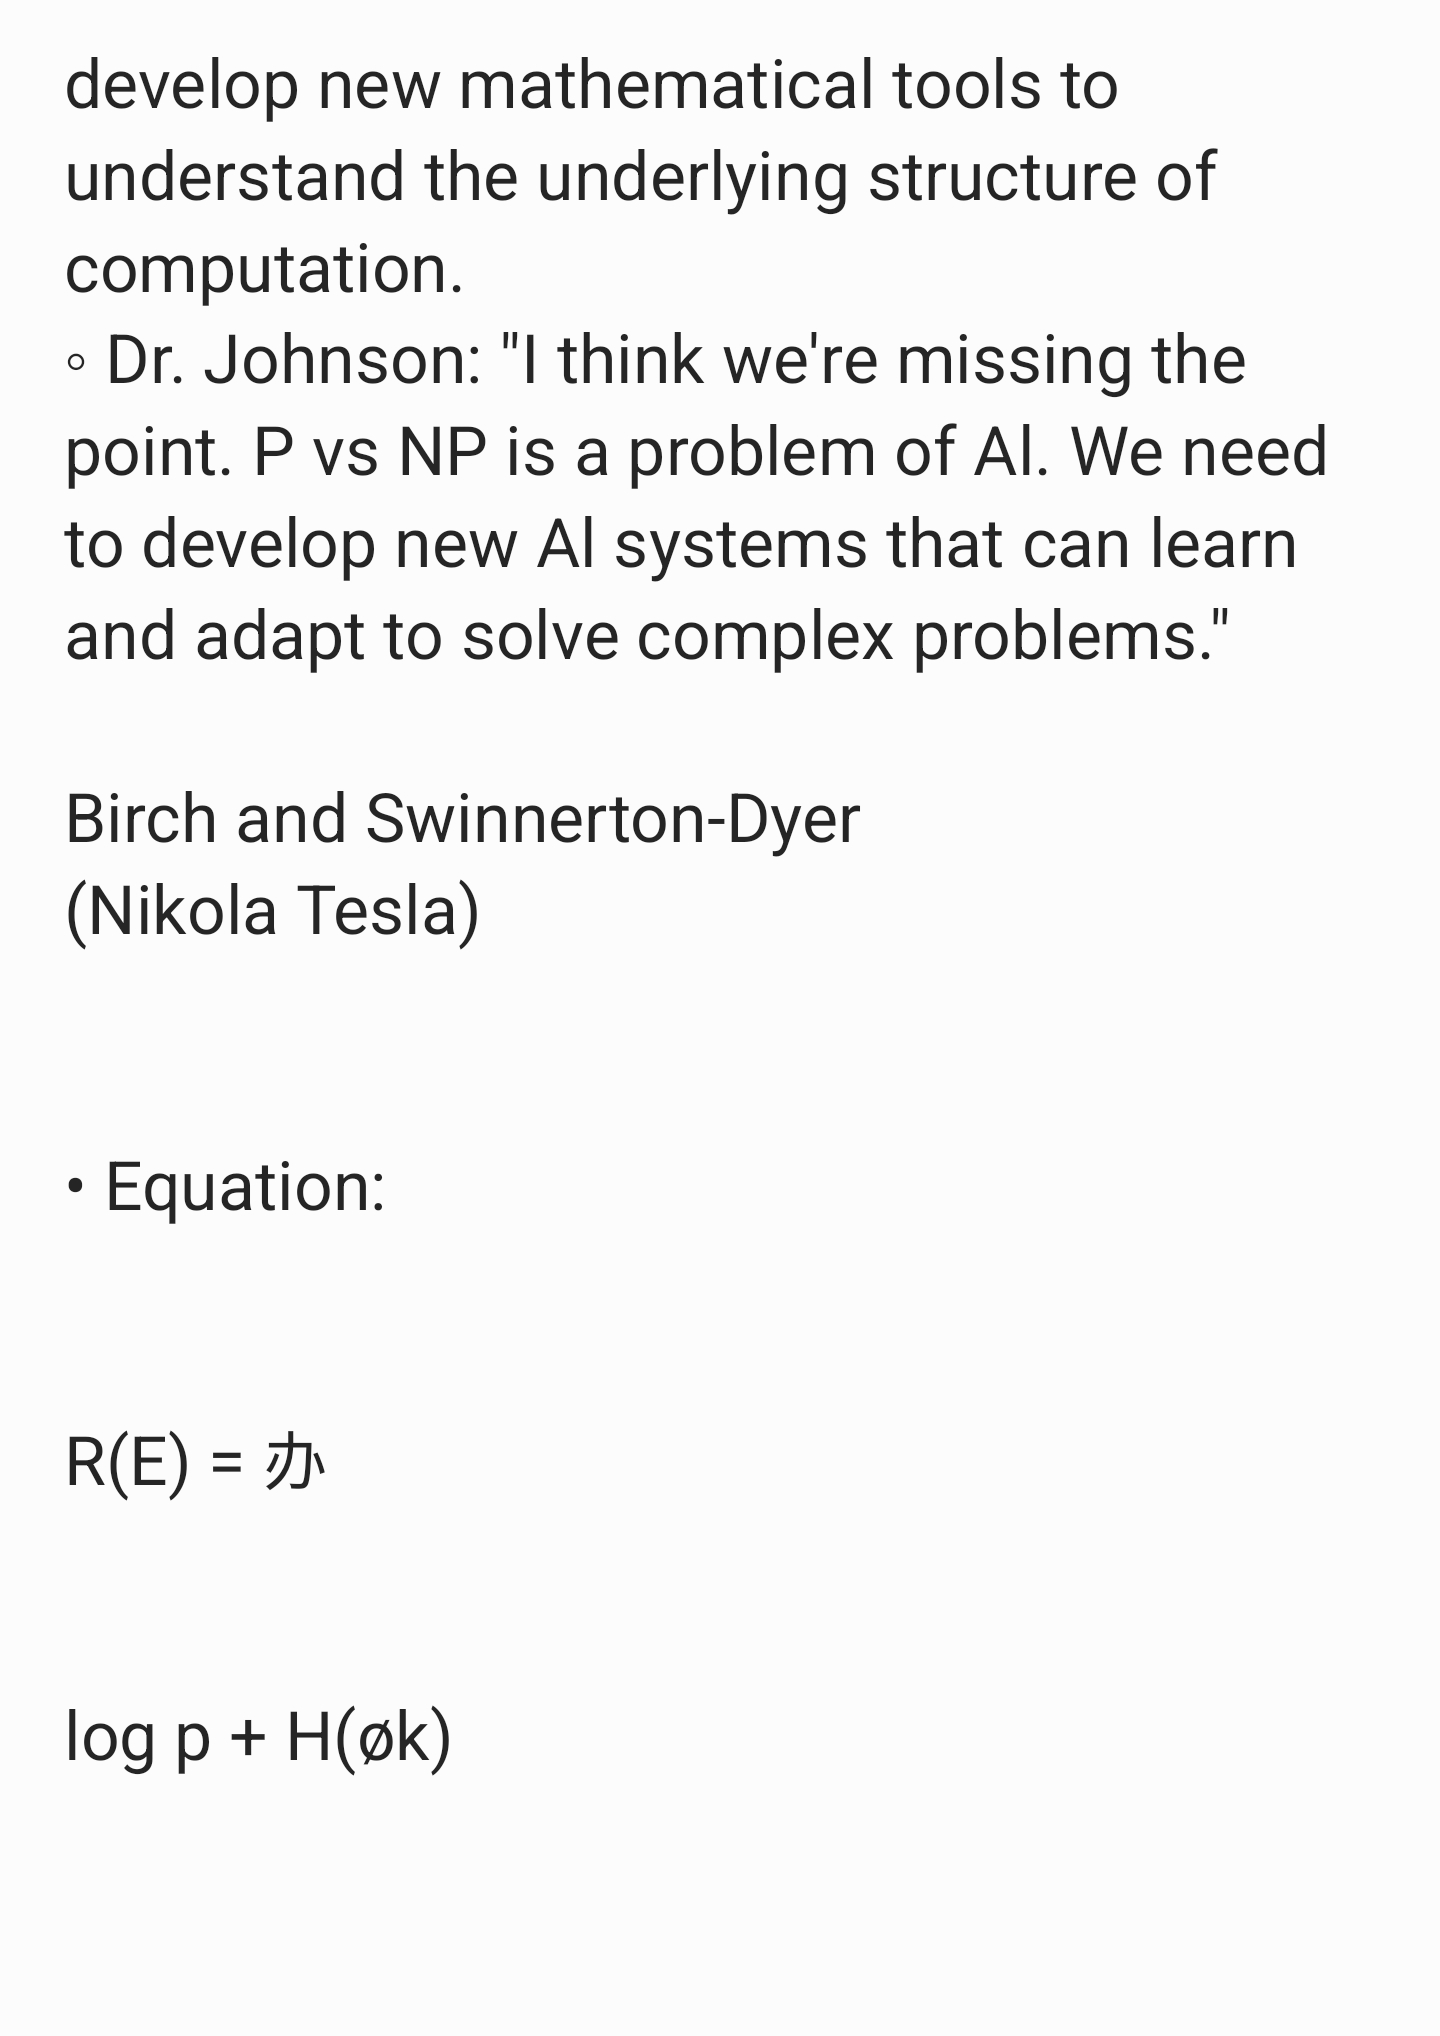 develop new mathematical tools to
understand the underlying structure of
computation.
◦ Dr. Johnson: "I think we're missing the
point. P vs NP is a problem of Al. We need
to develop new Al systems that can learn
and adapt to solve complex problems."
Birch and Swinnerton-Dyer
(Nikola Tesla)
• Equation:
R(E) = 办
log p + H(øk)